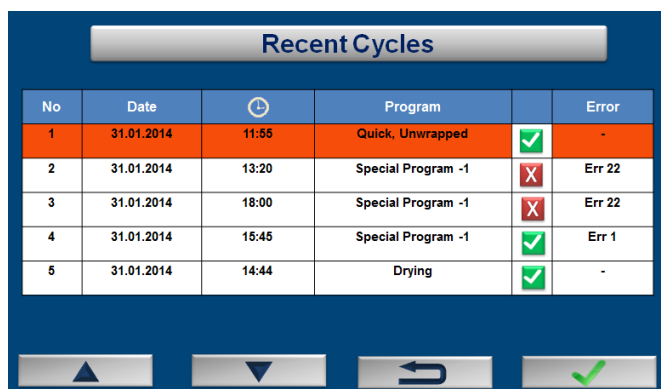 Recent Cycles
No Date Program Error
1 31.01.2014 11:55 Quick, Unwrapped -
2 31.01.2014 13:20 Special Program -1 X Err 22
3 31.01.2014 18:00 Special Program -1 X Err 22
4 31.01.2014 15:45 Special Program -1 Err 1
5 31.01.2014 14:44 Drying -